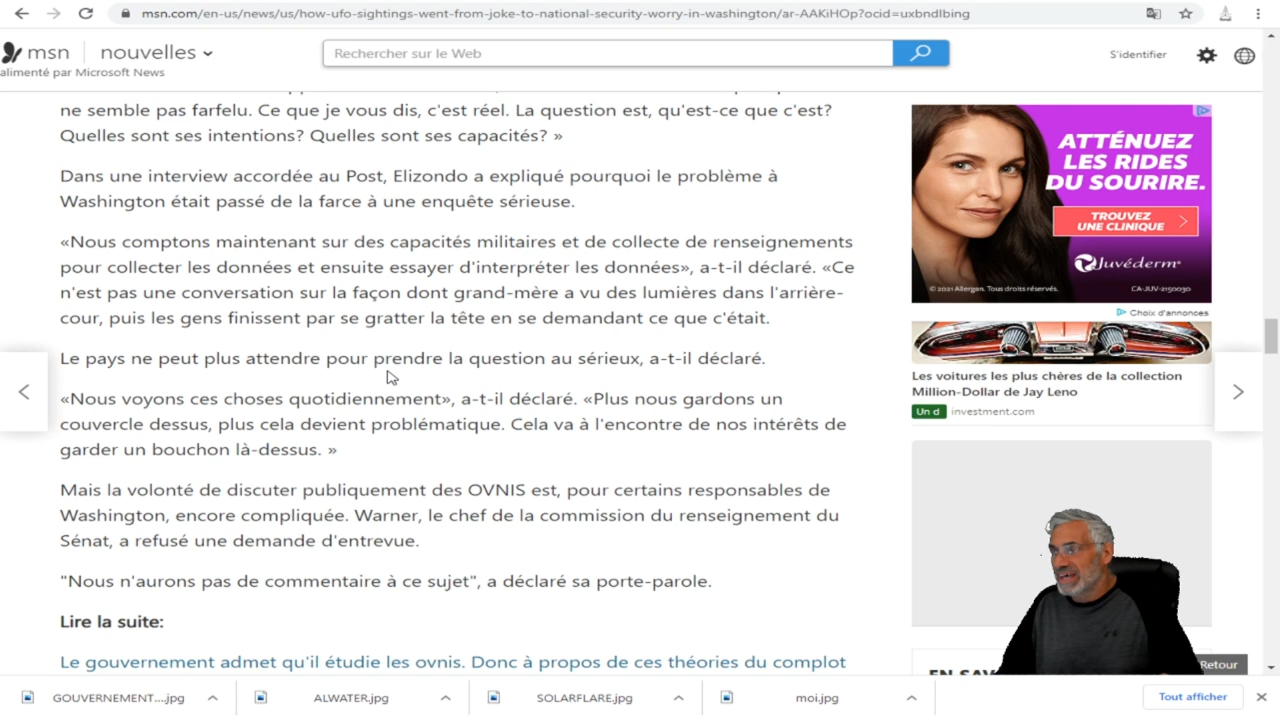 msn.com/en-us/news/us/how-ufo-sightings-went-from-joke-to-national-security-worry-in-washington/ar-AAKiHOp?ocid=uxbndlbing
msn nouvelles
alimenté par Microsoft News
Rechercher sur le Web
S'identifier
ne semble pas farfelu. Ce que je vous dis, c'est réel. La question est, qu'est-ce que c'est?
Quelles sont ses intentions? Quelles sont ses capacités? »
Dans une interview acordée au Post, Elizondo a expliqué pourquoi le problème à
Washington était passé de la farce à une enquête sérieuse.
«Nous comptons maintenant sur des capacités militaires et de collecte de renseignements
pour collecter les données et ensuite essayer d'interpréter les données», a-t-il déclaré. «Ce
n'est pas une conversation sur la façon dont grand-mère a vu des lumières dans l'arrière-
cour, puis les gens finissent par se gratter la tête en se demandant ce que c'était.
Le pays ne peut plus attendre pour prendre la question au sérieux, a-t-il déclaré.
«Nous voyons ces choses quotidiennement», a-t-il déclaré. «Plus nous gardons un
couvercle dessus, plus cela devient problématique. Cela va à l'encontre de nos intérêts de
garder un bouchon là-dessus. »
Mais la volonté de discuter publiquement des OVNIS est, pour certains responsables de
Washington, encore compliquée. Warner, le chef de la commission du renseignement du
Sénat, a refusé une demande d'entrevue.
"Nous n'aurons pas de commentaire à ce sujet", a déclaré sa porte-parole.
Lire la suite:
Le gouvernement admet qu'il étudie les ovnis. Donc à propos de ces théories du complot
ATTÉNUEZ
LES RIDES
DU SOURIRE.
TROUVEZ
UNE CLINIQUE
Juvéderm®
© 2021 Allergan. Tous droits réservés.
CA-JUV-2150030
Choix d'annonces
Les voitures les plus chères de la collection
Million-Dollar de Jay Leno
Un d investment.com
EN SAV
Retour
GOUVERNEMENT....jpg
ALWATER.jpg
SOLARFLARE.jpg
moi.jpg
Tout afficher